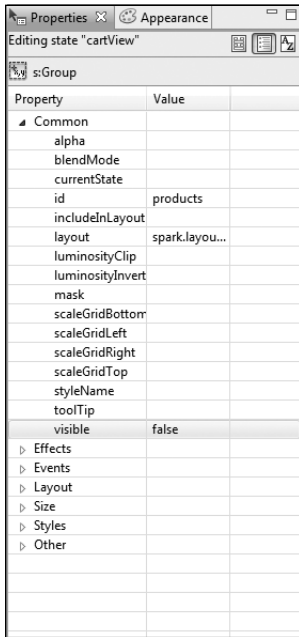 Properties Appearance
Editing state "cartView"
s:Group
Property Value
Common
alpha
blendMode
currentState
id products
includeInLayout
layout spark.layou...
luminosityClip
luminosityInvert
mask
scaleGridBottom
scaleGridLeft
scaleGridRight
scaleGridTop
styleName
toolTip
visible false
Effects
Events
Layout
Size
Styles
Other